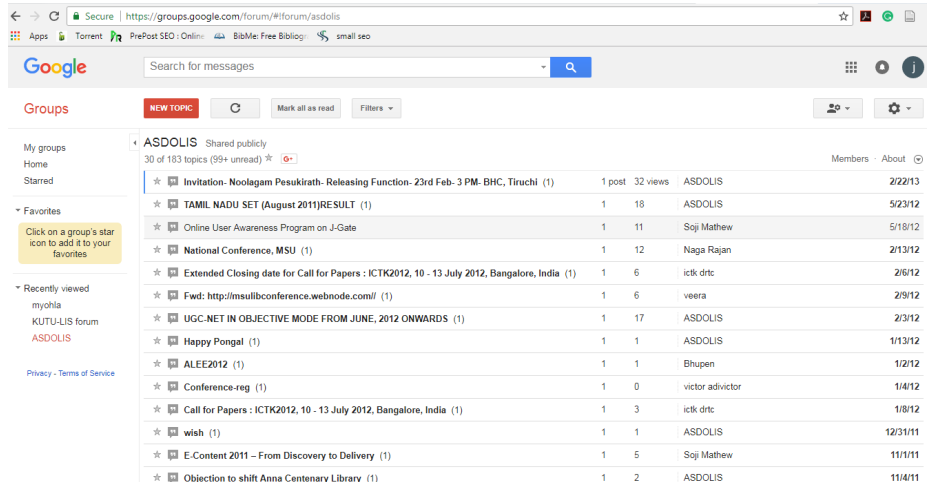 Secure | https://groups.google.com/forum/#!forum/asdolis
Apps Torrent PrePost SEO : Online BibMe: Free Bibliogr small seo
Google Search for messages j
Groups NEW TOPIC Mark all as read Filters
My groups
Home
Starred
Favorites
Click on a group's star
icon to add it to your
favorites
Recently viewed
myohla
KUTU-LIS forum
ASDOLIS
Privacy - Terms of Service
ASDOLIS Shared publicly
30 of 183 topics (99+ unread) G+ Members · About
Invitation- Noolagam Pesukirath- Releasing Function- 23rd Feb- 3 PM- BHC, Tiruchi (1) 1 post 32 views ASDOLIS 2/22/13
TAMIL NADU SET (August 2011)RESULT (1) 1 18 ASDOLIS 5/23/12
Online User Awareness Program on J-Gate 1 11 Soji Mathew 5/18/12
National Conference, MSU (1) 1 12 Naga Rajan 2/13/12
Extended Closing date for Call for Papers : ICTK2012, 10 - 13 July 2012, Bangalore, India (1) 1 6 ictk drtc 2/6/12
Fwd: http://msulibconference.webnode.com// (1) 1 6 veera 2/9/12
UGC-NET IN OBJECTIVE MODE FROM JUNE, 2012 ONWARDS (1) 1 17 ASDOLIS 2/3/12
Happy Pongal (1) 1 1 ASDOLIS 1/13/12
ALEE2012 (1) 1 1 Bhupen 1/2/12
Conference-reg (1) 1 0 victor adivictor 1/4/12
Call for Papers : ICTK2012, 10 - 13 July 2012, Bangalore, India (1) 1 3 ictk drtc 1/8/12
wish (1) 1 1 ASDOLIS 12/31/11
E-Content 2011 – From Discovery to Delivery (1) 1 5 Soji Mathew 11/1/11
Objection to shift Anna Centenary Library (1) 1 2 ASDOLIS 11/4/11